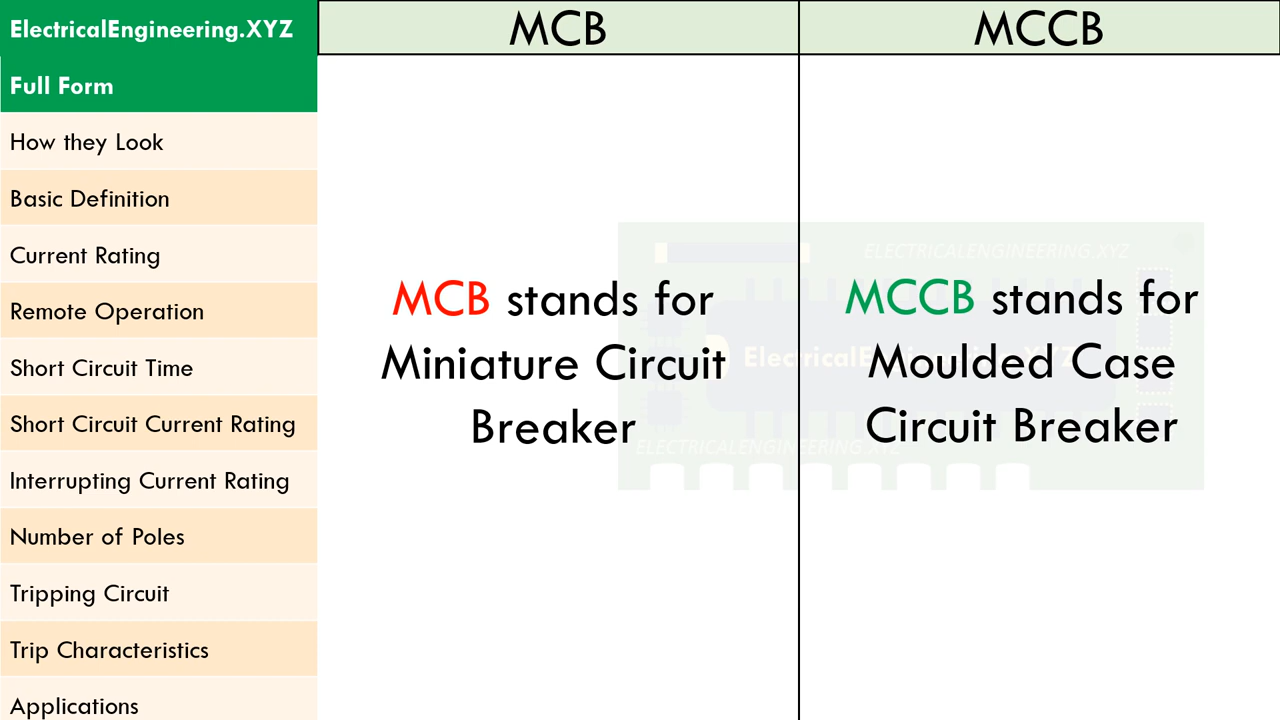 ElectricalEngineering.XYZ
MCB
MCCB
Full Form
How they Look
Basic Definition
Current Rating
Remote Operation
Short Circuit Time
Short Circuit Current Rating
Interrupting Current Rating
Number of Poles
Tripping Circuit
Trip Characteristics
Applications
MCB stands for
Miniature Circuit
Breaker
MCCB stands for
Moulded Case
Circuit Breaker
ELECTRICALENGINEERING.XYZ
ElectricalEngineering.XYZ
ELECTRICALENGINEERING.XYZ